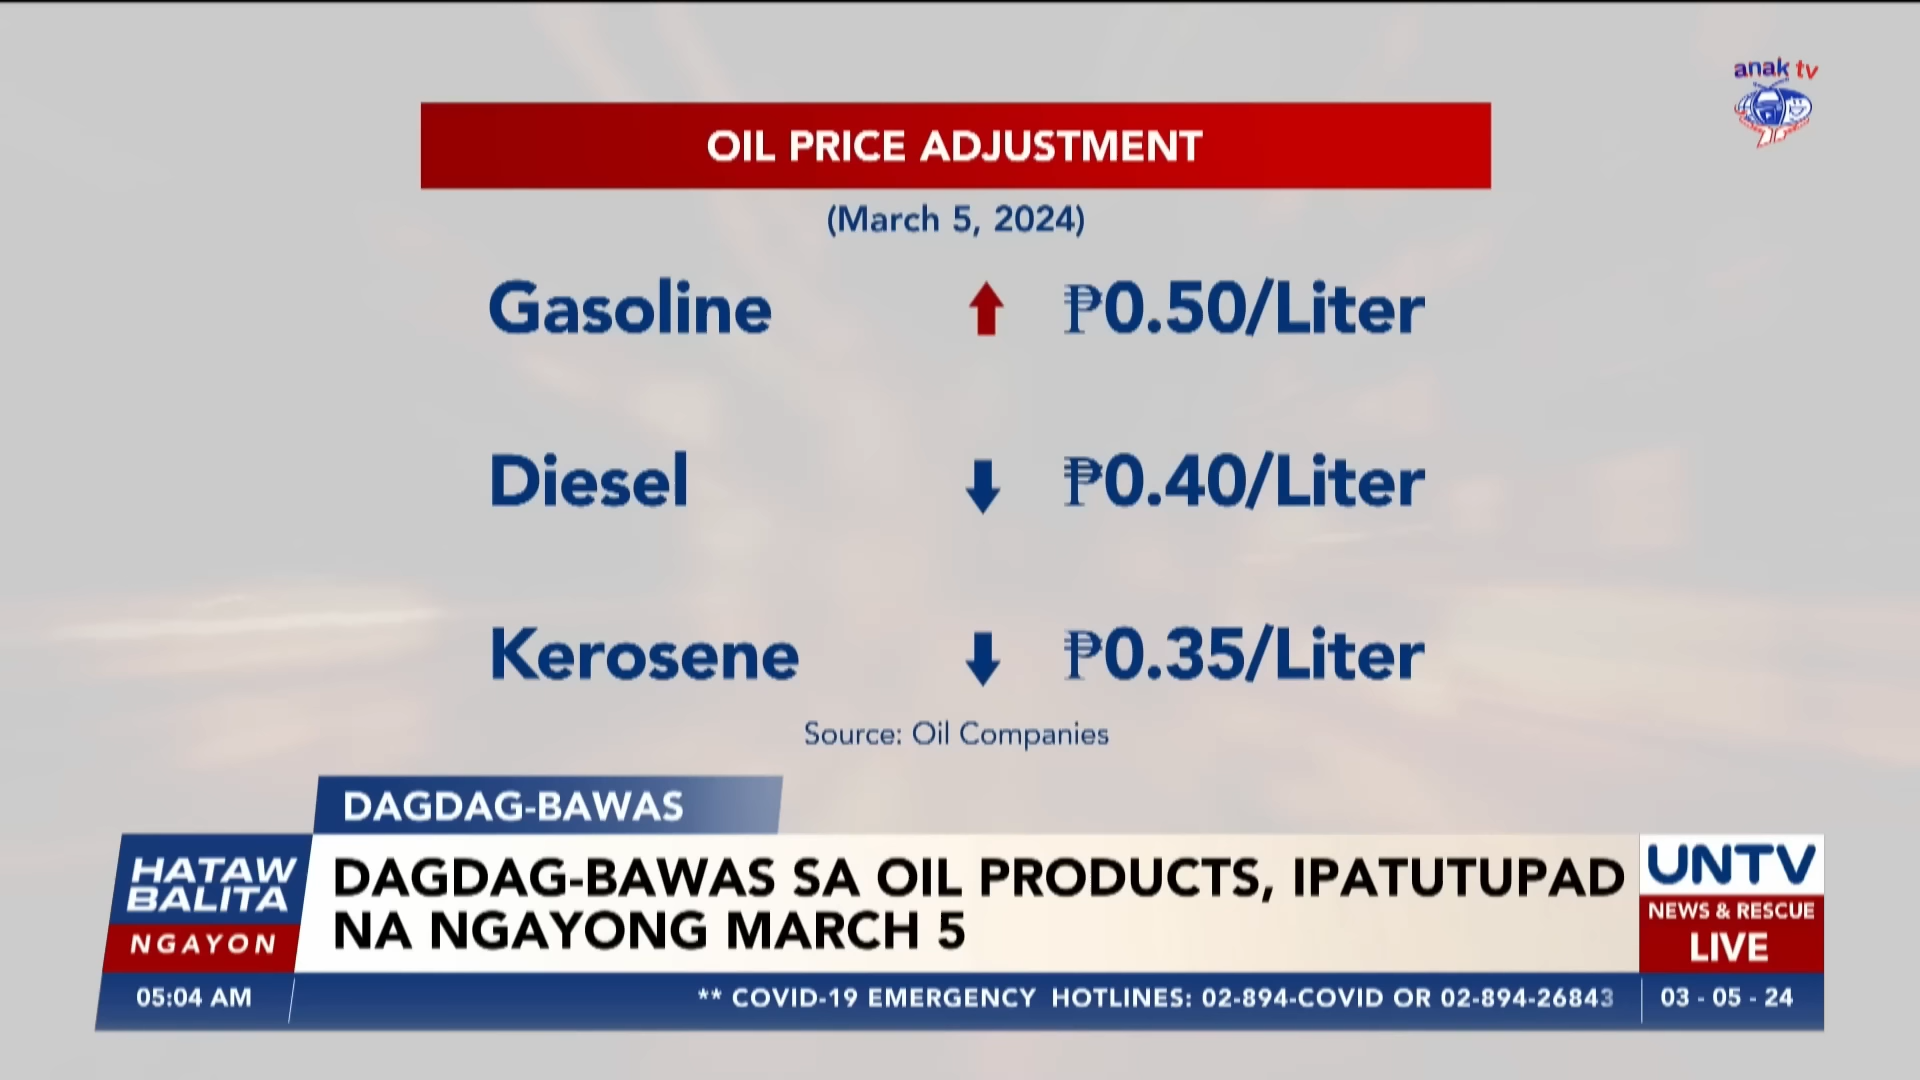 anak tv
OIL PRICE ADJUSTMENT
(March 5, 2024)
Gasoline ₱0.50/Liter
Diesel ₱0.40/Liter
Kerosene ₱0.35/Liter
Source: Oil Companies
DAGDAG-BAWAS
HATAW
BALITA
NGAYON
DAGDAG-BAWAS SA OIL PRODUCTS, IPATUTUPAD
NA NGAYONG MARCH 5
UNTV
NEWS & RESCUE
LIVE
05:04 AM
** COVID-19 EMERGENCY HOTLINES: 02-894-COVID OR 02-894-26843
03 - 05 - 24